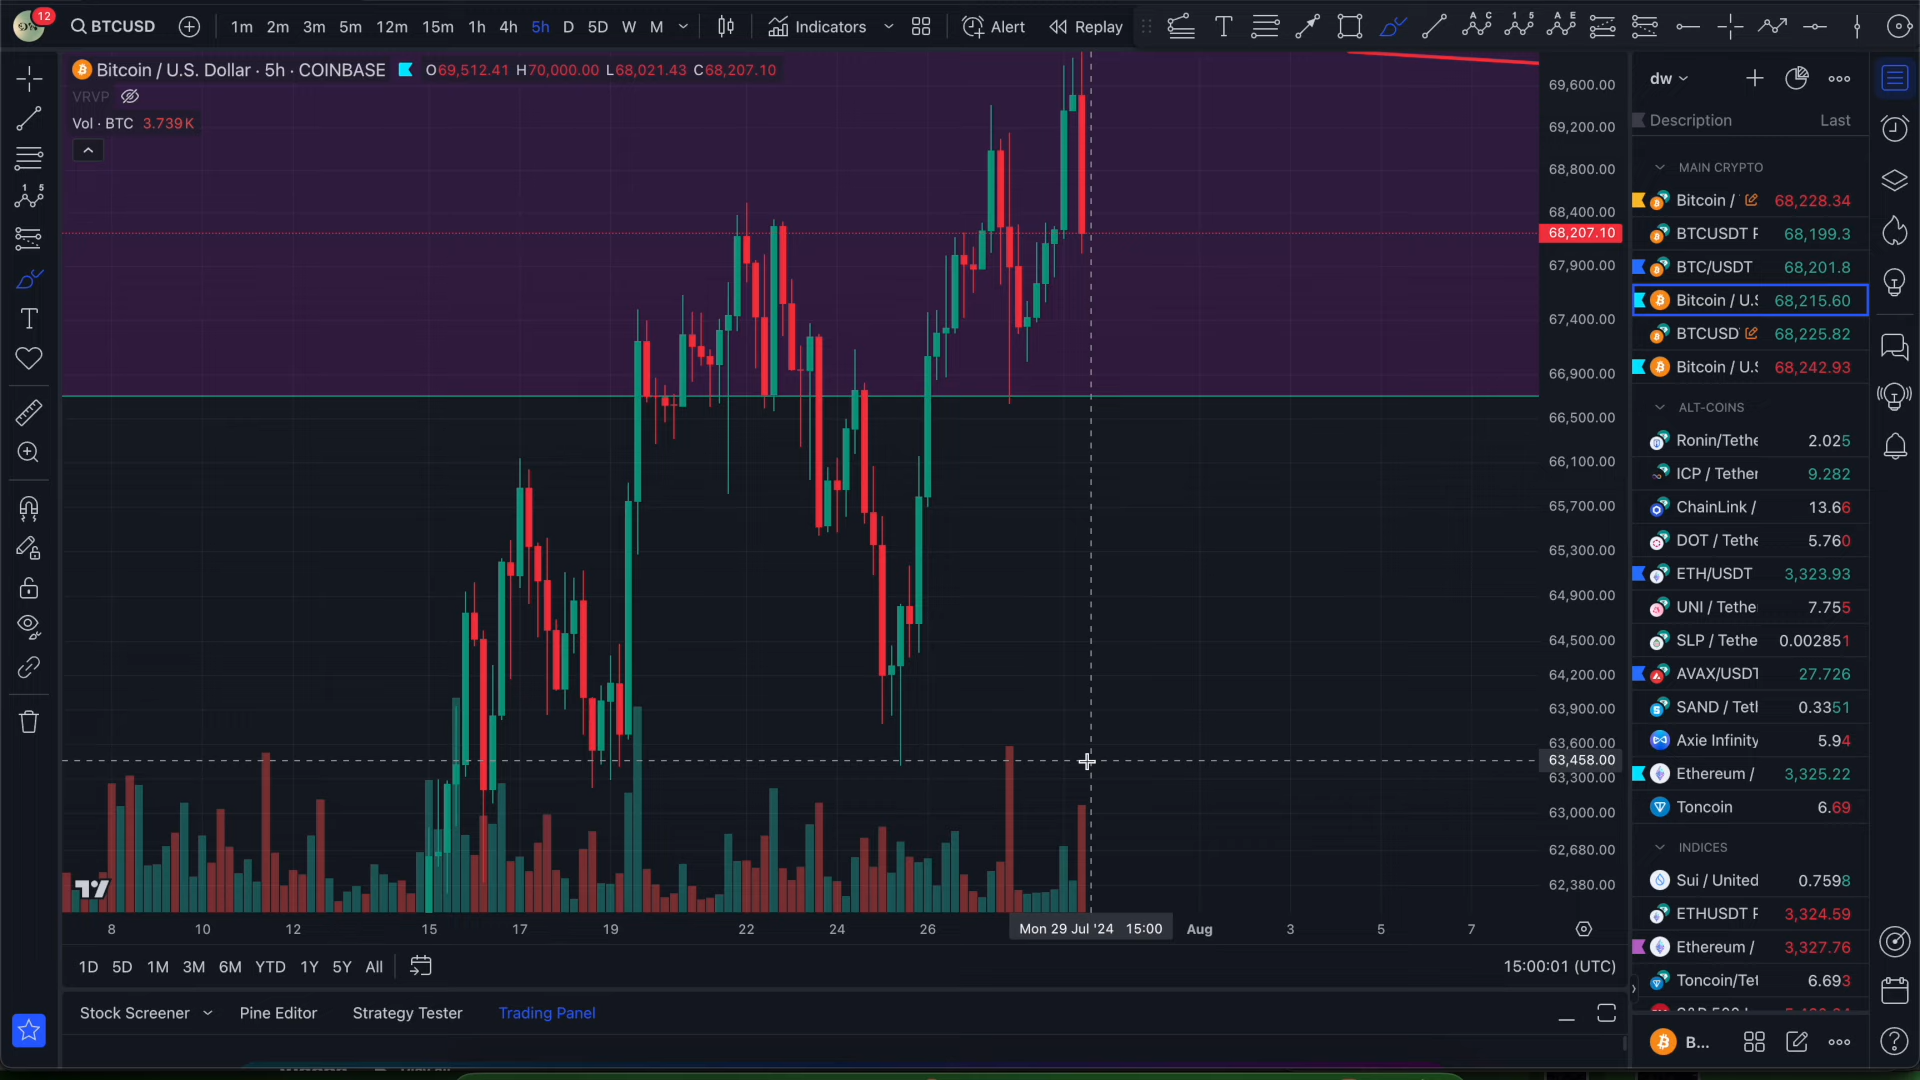 12
BTCUSD
1m 2m 3m 5m 12m 15m 1h 4h 5h D 5D W M
Indicators
Alert
Replay
Bitcoin / U.S. Dollar · 5h · COINBASE
O69,512.41 H70,000.00 L68,021.43 C68,207.10
VRVP
Vol · BTC 3.739K
69,600.00
69,200.00
68,800.00
68,400.00
68,207.10
67,900.00
67,400.00
66,900.00
66,500.00
66,100.00
65,700.00
65,300.00
64,900.00
64,500.00
64,200.00
63,900.00
63,600.00
63,458.00
63,300.00
63,000.00
62,680.00
62,380.00
8 10 12 15 17 19 22 24 26 Mon 29 Jul '24 15:00 Aug 3 5 7
1D 5D 1M 3M 6M YTD 1Y 5Y All
15:00:01 (UTC)
Stock Screener Pine Editor Strategy Tester Trading Panel
dw
Description Last
MAIN CRYPTO
Bitcoin / 68,228.34
BTCUSDT F 68,199.3
BTC/USDT 68,201.8
Bitcoin / U.S 68,215.60
BTCUSD 68,225.82
Bitcoin / U.S 68,242.93
ALT-COINS
Ronin/Tethe 2.025
ICP / Tether 9.282
ChainLink / 13.66
DOT / Tethe 5.760
ETH/USDT 3,323.93
UNI / Tethe 7.755
SLP / Tethe 0.002851
AVAX/USDT 27.726
SAND / Tetl 0.3351
Axie Infinity 5.94
Ethereum / 3,325.22
Toncoin 6.69
INDICES
Sui / United 0.7598
ETHUSDT F 3,324.59
Ethereum / 3,327.76
Toncoin/Tet 6.693
B...